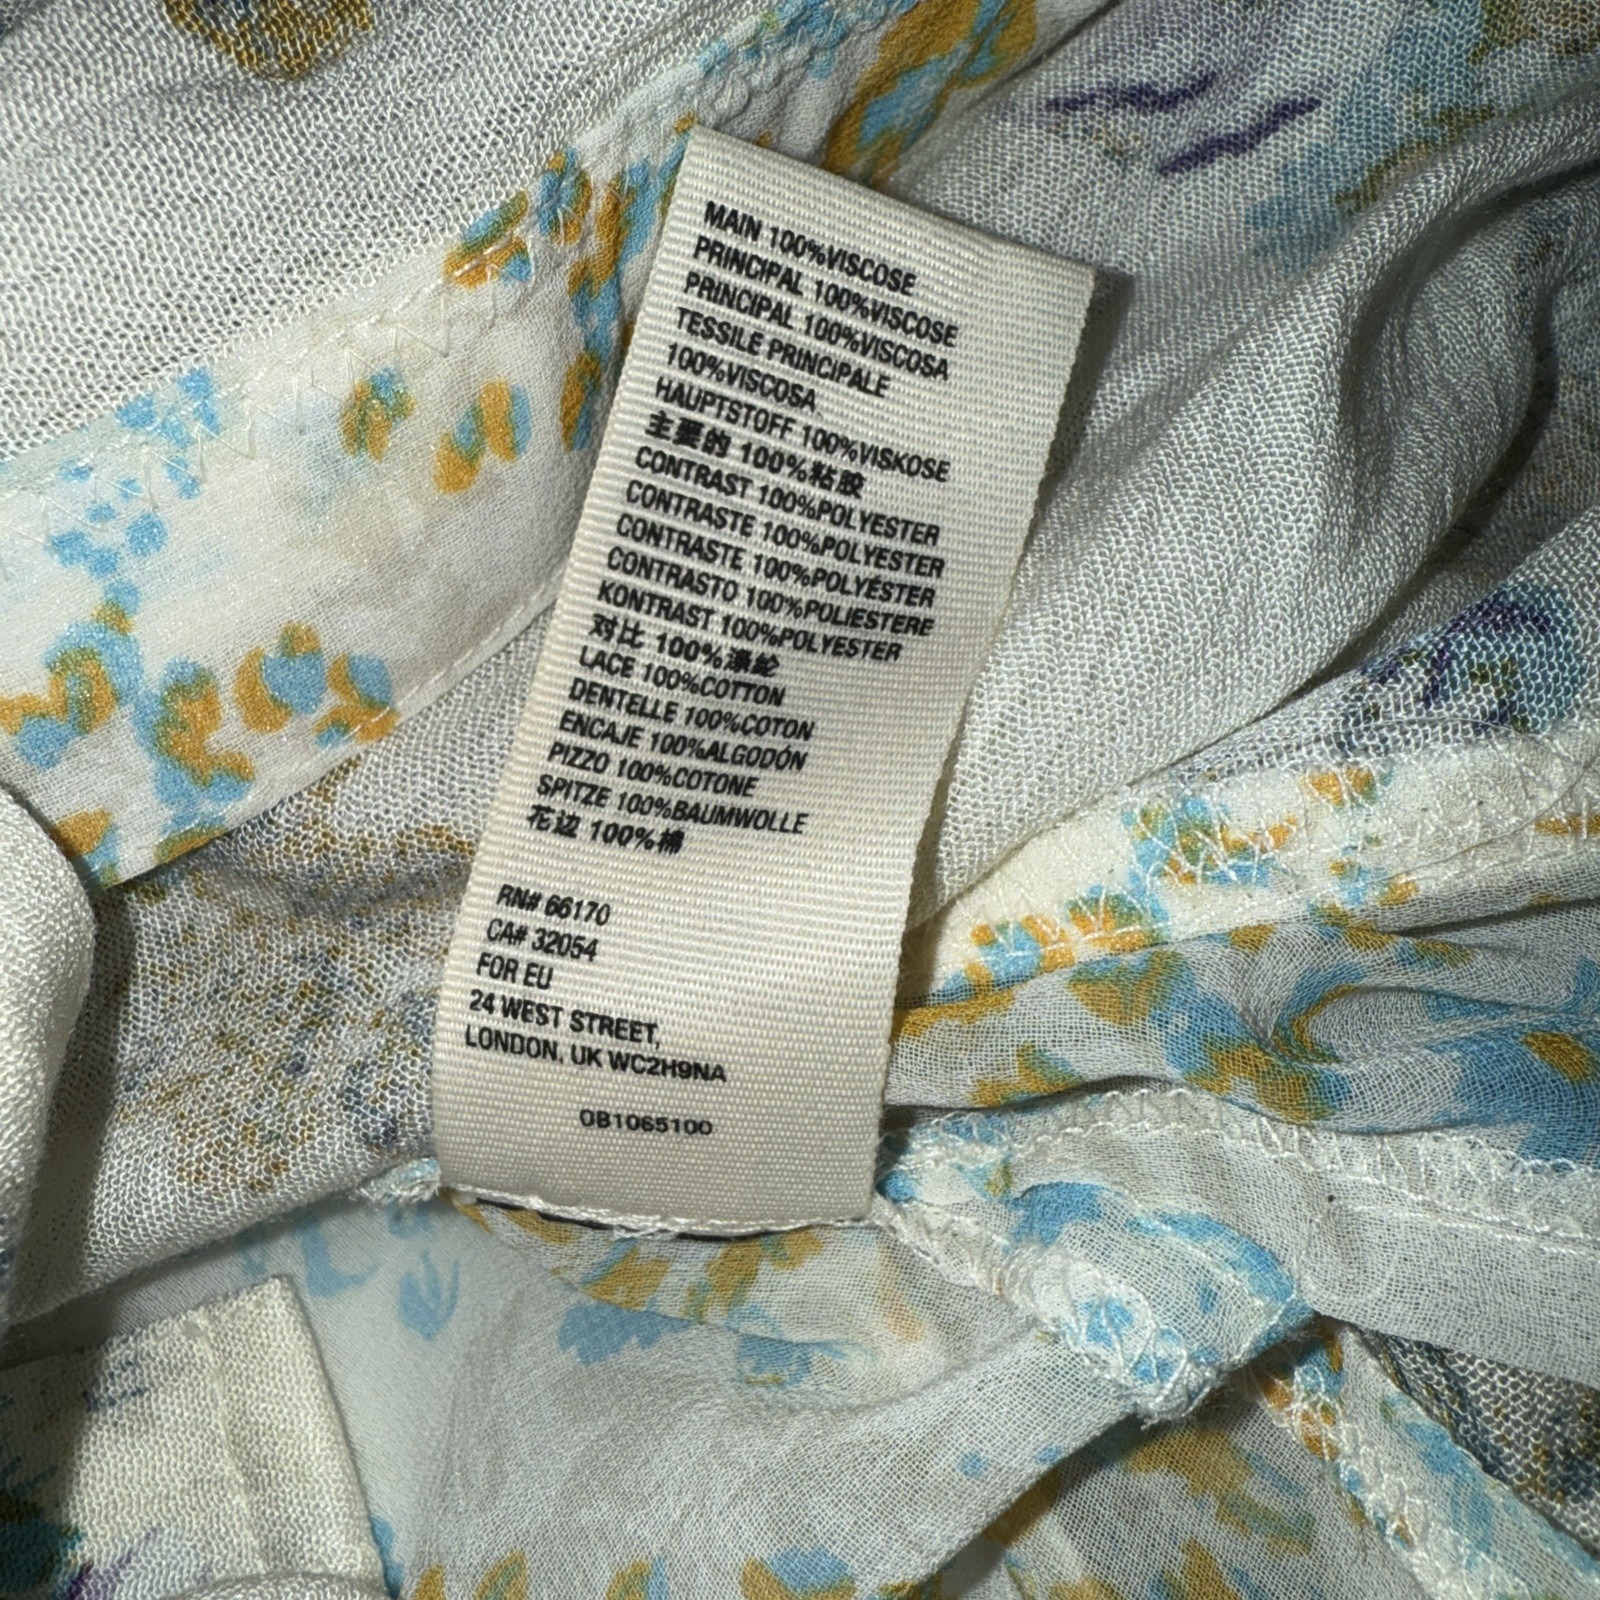 MAIN 100%VISCOSE
PRINCIPAL 100%VISCOSE
PRINCIPAL 100%VISCOSA
TESSILE PRINCIPALE
100%VISCOSA
HAUPTSTOFF 100%VISKOSE
主要的 100%粘胶
CONTRAST 100%POLYESTER
CONTRASTE 100%POLYESTER
CONTRASTE 100%POLYÉSTER
CONTRASTO 100%POLIESTERE
KONTRAST 100%POLYESTER
对比 100%涤纶
LACE 100%COTTON
DENTELLE 100%COTON
ENCAJE 100%ALGODÓN
PIZZO 100%COTONE
SPITZE 100%BAUMWOLLE
花边 100%棉
RN# 66170
CA# 32054
FOR EU
24 WEST STREET,
LONDON, UK WC2H9NA
OB1065100